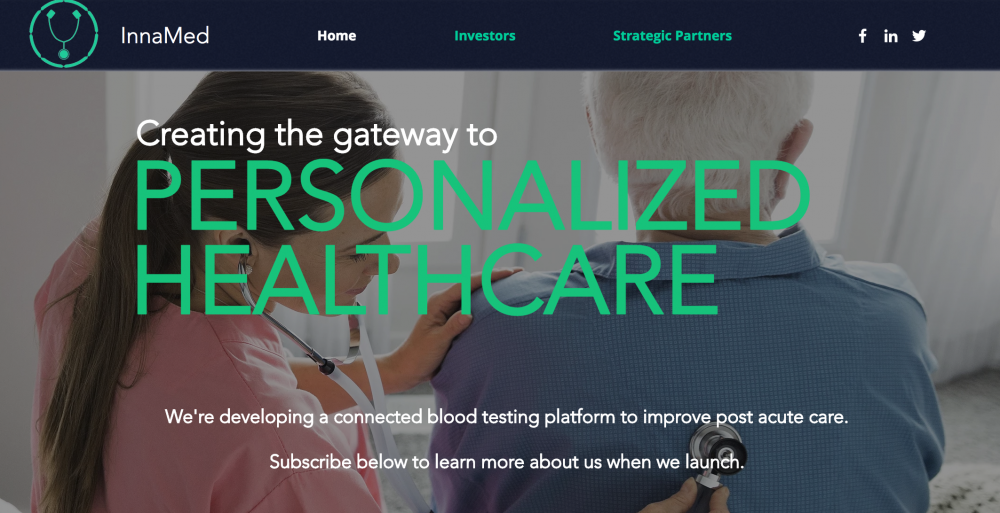 InnaMed
Home
Investors
Strategic Partners
Creating the gateway to
PERSONALIZED
HEALTHCARE
We're developing a connected blood testing platform to improve post acute care.
Subscribe below to learn more about us when we launch.